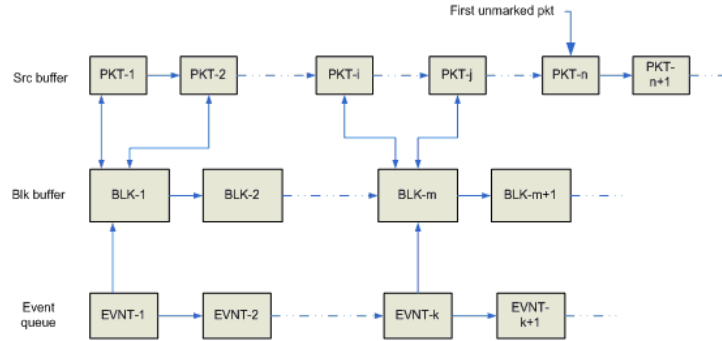 First unmarked pkt
Src buffer
PKT-1
PKT-2
PKT-i
PKT-j
PKT-n
PKT-
n+1
Blk buffer
BLK-1
BLK-2
BLK-m
BLK-m+1
Event
queue
EVNT-1
EVNT-2
EVNT-k
EVNT-
k+1